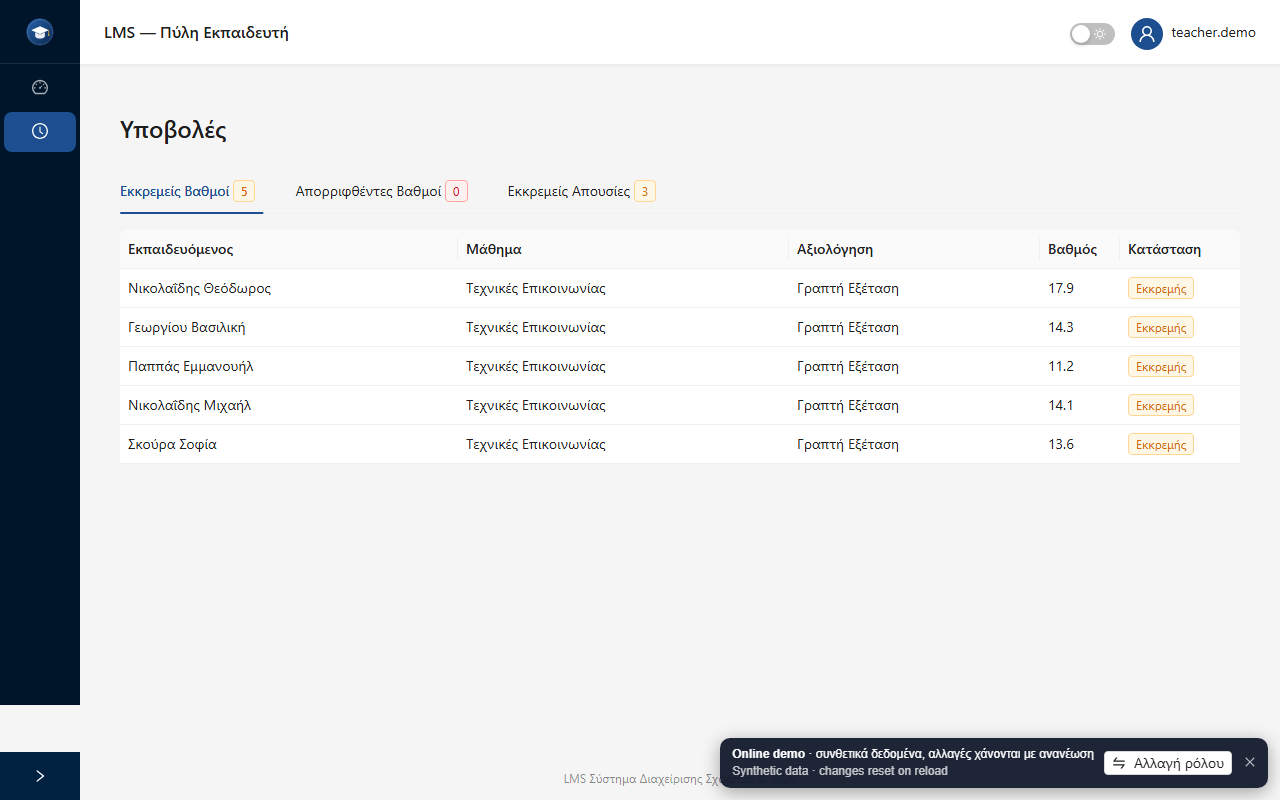 LMS — Πύλη Εκπαιδευτή
teacher.demo
Υποβολές
Εκκρεμείς Βαθμοί 5 Απορριφθέντες Βαθμοί 0 Εκκρεμείς Απουσίες 3
Εκπαιδευόμενος Μάθημα Αξιολόγηση Βαθμός Κατάσταση
Νικολαΐδης Θεόδωρος Τεχνικές Επικοινωνίας Γραπτή Εξέταση 17.9 Εκκρεμής
Γεωργίου Βασιλική Τεχνικές Επικοινωνίας Γραπτή Εξέταση 14.3 Εκκρεμής
Παππάς Εμμανουήλ Τεχνικές Επικοινωνίας Γραπτή Εξέταση 11.2 Εκκρεμής
Νικολαΐδης Μιχαήλ Τεχνικές Επικοινωνίας Γραπτή Εξέταση 14.1 Εκκρεμής
Σκούρα Σοφία Τεχνικές Επικοινωνίας Γραπτή Εξέταση 13.6 Εκκρεμής
Online demo · συνθετικά δεδομένα, αλλαγές χάνονται με ανανέωση
Synthetic data · changes reset on reload
Αλλαγή ρόλου
LMS Σύστημα Διαχείρισης